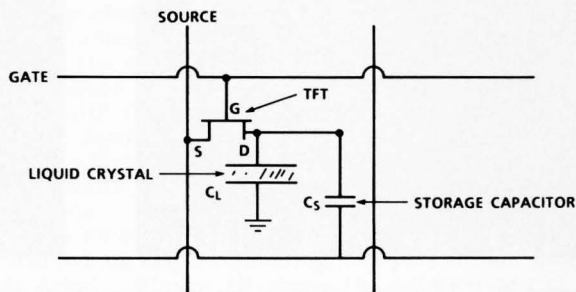 SOURCE
GATE
G
TFT
S
D
LIQUID CRYSTAL
CL
CS
STORAGE CAPACITOR